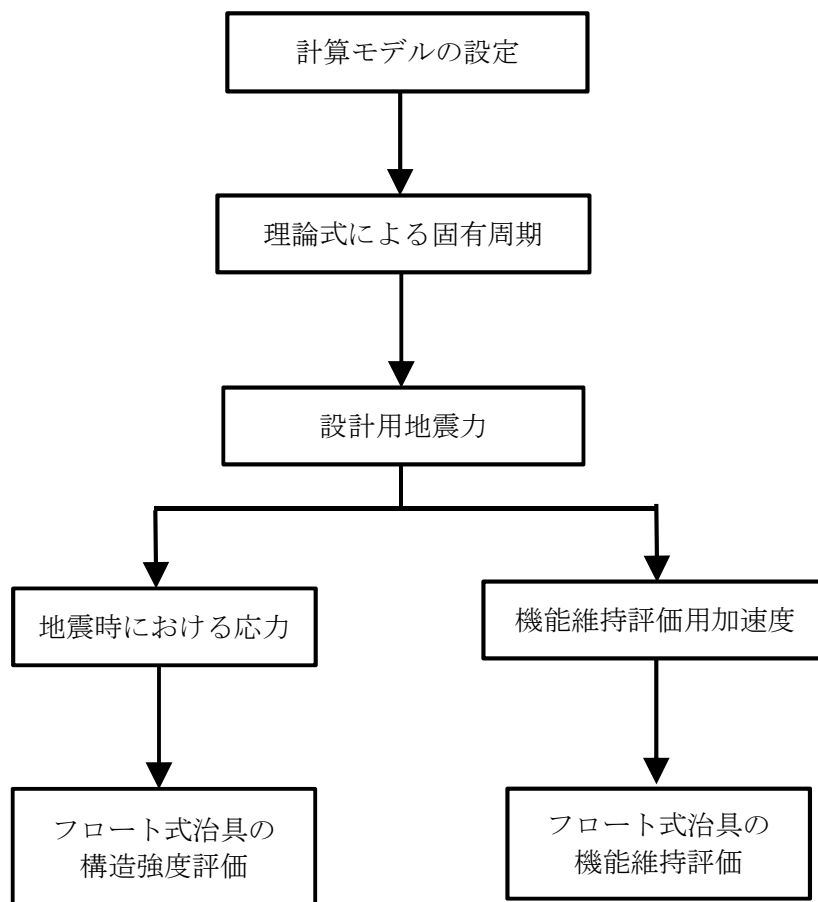 計算モデルの設定
理論式による固有周期
設計用地震力
地震時における応力
機能維持評価用加速度
フロート式治具の
構造強度評価
フロート式治具の
機能維持評価